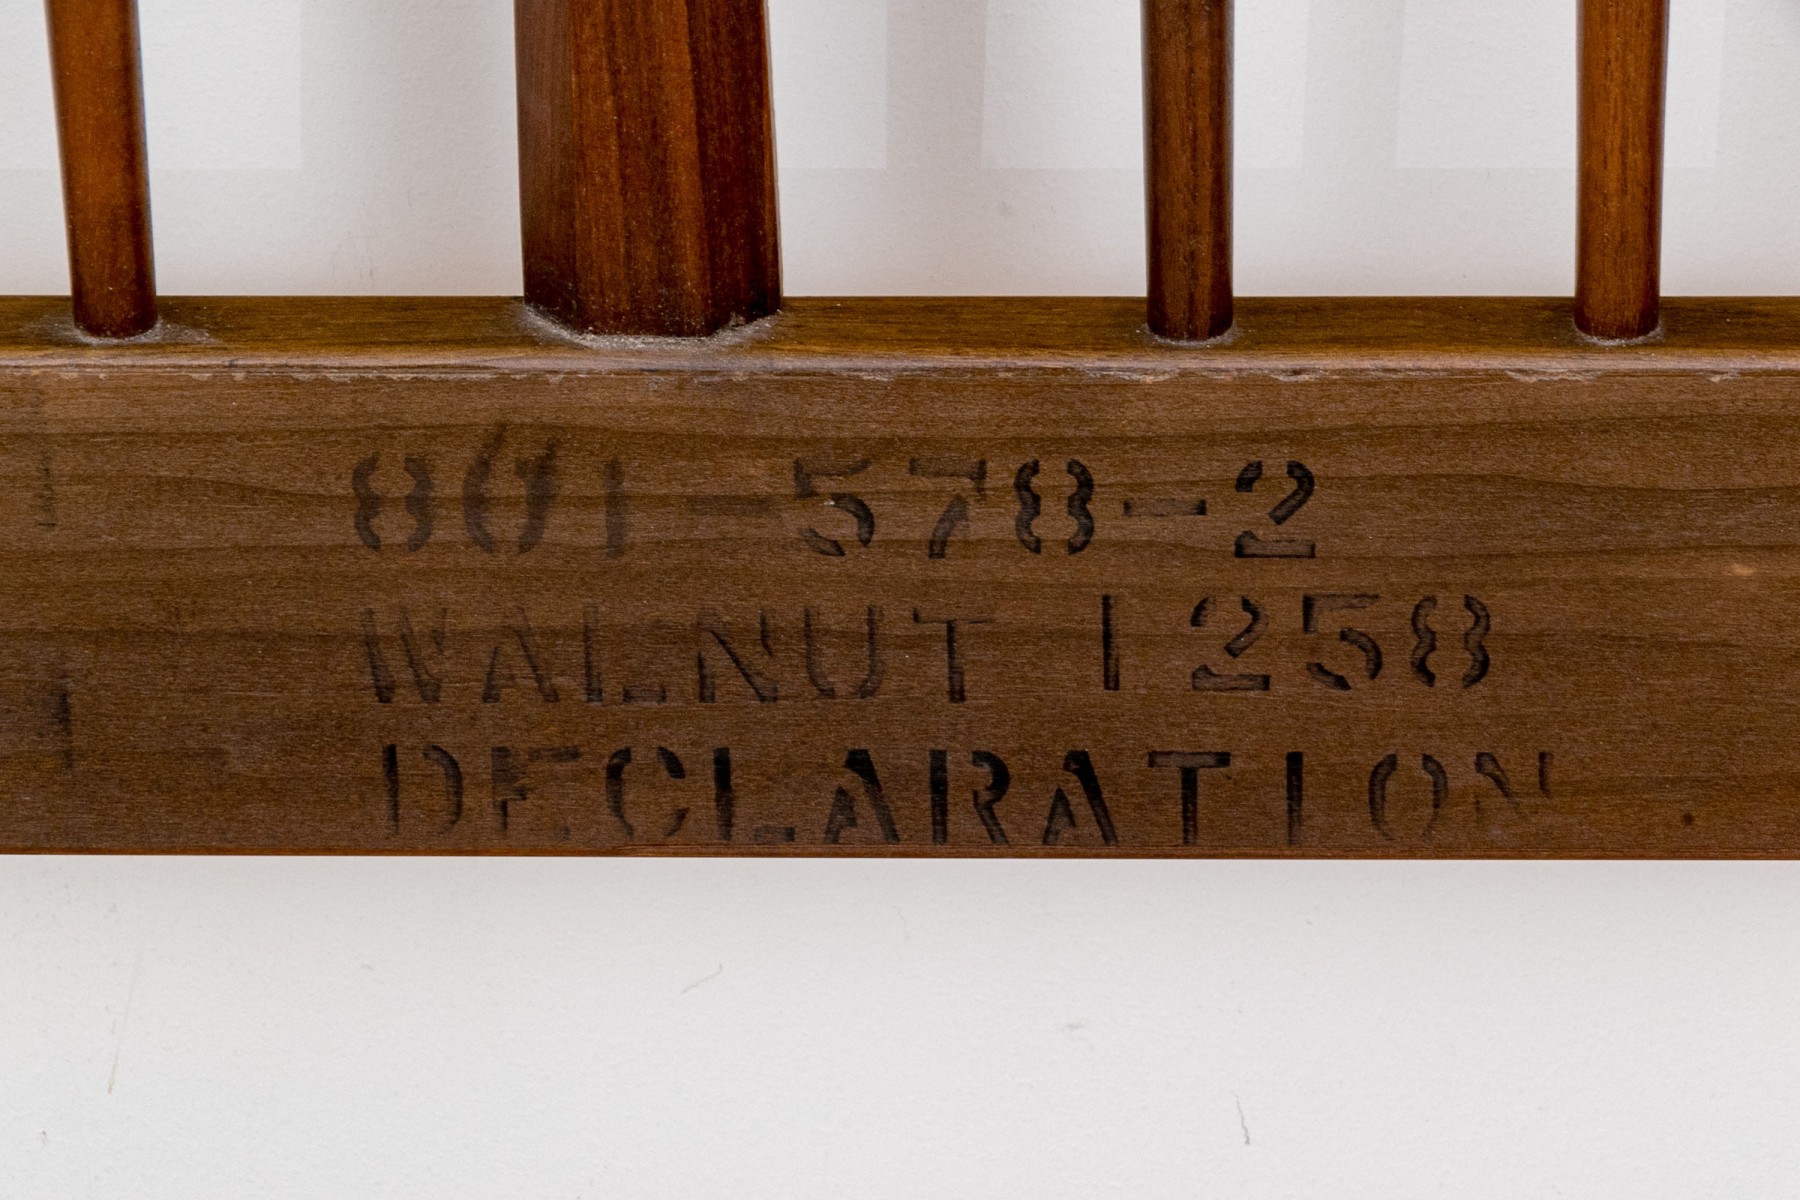 801-578-2
WALNUT 1258
DECLARATION